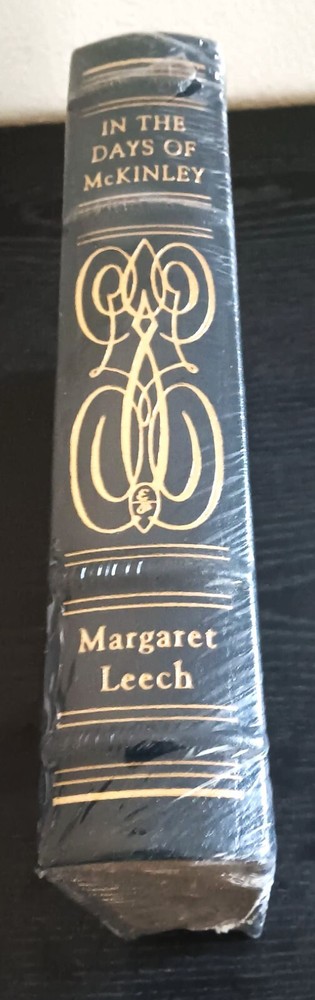 IN THE
DAYS OF
McKINLEY
Margaret
Leech